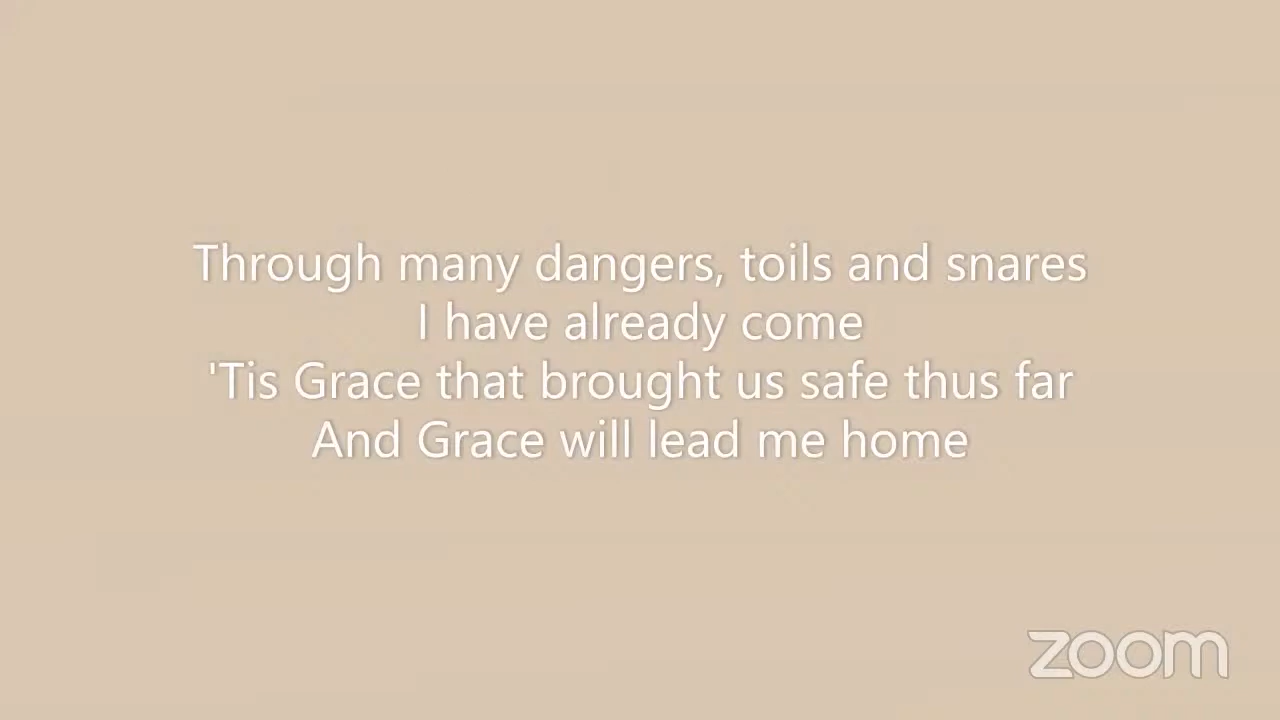 Through many dangers, toils and snares
I have already come
'Tis Grace that brought us safe thus far
And Grace will lead me home
zoom